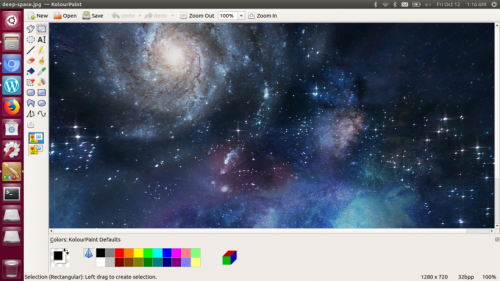 deep-space.jpg — KolourPaint
Fri Oct 12 1:16 AM
New Open Save Undo Redo Zoom Out 100% Zoom In
Colors: KolourPaint Defaults
Selection (Rectangular): Left drag to create selection. 1280 x 720 32bpp 100%